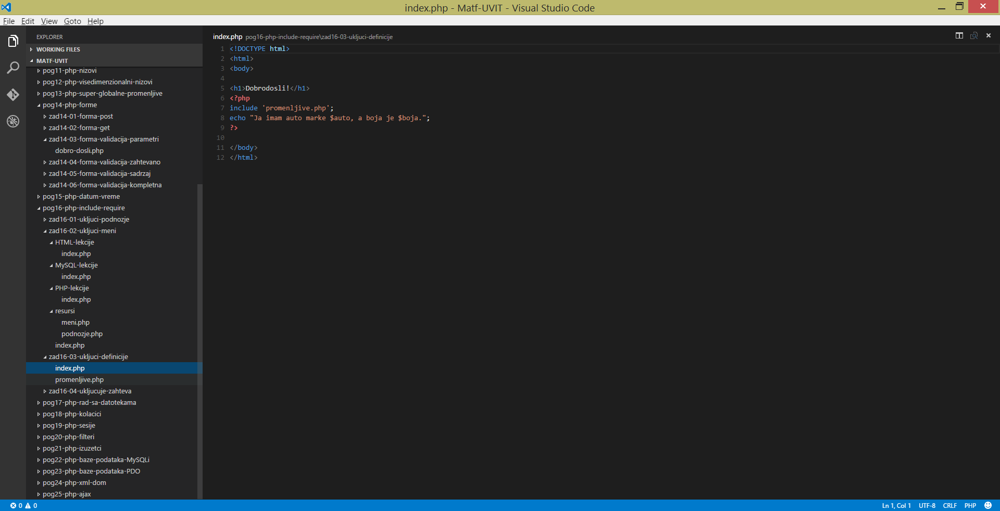 index.php - Matf-UVIT - Visual Studio Code
File Edit View Goto Help
EXPLORER
WORKING FILES
MATF-UVIT
pog11-php-nizovi
pog12-php-visedimenzionalni-nizovi
pog13-php-super-globalne-promenljive
pog14-php-forme
zad14-01-forma-post
zad14-02-forma-get
zad14-03-forma-validacija-parametri
dobro-dosli.php
zad14-04-forma-validacija-zahtevano
zad14-05-forma-validacija-sadrzaj
zad14-06-forma-validacija-kompletna
pog15-php-datum-vreme
pog16-php-include-require
zad16-01-ukljuci-podnozje
zad16-02-ukljuci-meni
HTML-lekcije
index.php
MySQL-lekcije
index.php
PHP-lekcije
index.php
resursi
meni.php
podnozje.php
index.php
zad16-03-ukljuci-definicije
index.php
promenljive.php
zad16-04-ukljucuje-zahteva
pog17-php-rad-sa-datotekama
pog18-php-kolacici
pog19-php-sesije
pog20-php-filteri
pog21-php-izuzetci
pog22-php-baze-podataka-MySQLi
pog23-php-baze-podataka-PDO
pog24-php-xml-dom
pog25-php-ajax
index.php pog16-php-include-require\zad16-03-ukljuci-definicije
1 <!DOCTYPE html>
2 <html>
3 <body>
4
5 <h1>Dobrodosli!</h1>
6 <?php
7 include 'promenljive.php';
8 echo "Ja imam auto marke $auto, a boja je $boja.";
9 ?>
10
11 </body>
12 </html>
0 0
Ln 1, Col 1 UTF-8 CRLF PHP